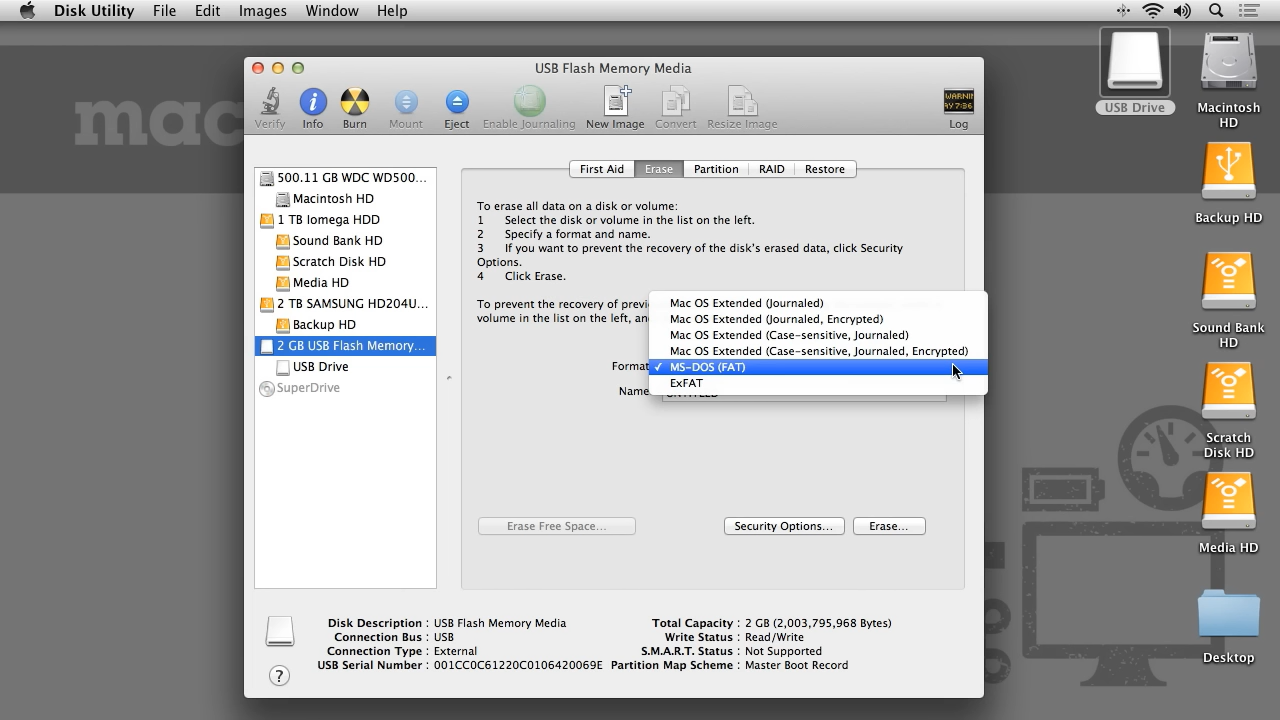 Disk Utility File Edit Images Window Help
mac
USB Flash Memory Media
Verify Info Burn Mount Eject Enable Journaling New Image Convert Resize Image Log
WARNIN
AY 7:36
500.11 GB WDC WD500...
Macintosh HD
1 TB Iomega HDD
Sound Bank HD
Scratch Disk HD
Media HD
2 TB SAMSUNG HD204U...
Backup HD
2 GB USB Flash Memory...
USB Drive
SuperDrive
First Aid Erase Partition RAID Restore
To erase all data on a disk or volume:
1 Select the disk or volume in the list on the left.
2 Specify a format and name.
3 If you want to prevent the recovery of the disk's erased data, click Security
Options.
4 Click Erase.
To prevent the recovery of previ
volume in the list on the left, an
Mac OS Extended (Journaled)
Mac OS Extended (Journaled, Encrypted)
Mac OS Extended (Case-sensitive, Journaled)
Mac OS Extended (Case-sensitive, Journaled, Encrypted)
Format ✓ MS-DOS (FAT)
ExFAT
Name UNTITLED
Erase Free Space... Security Options... Erase...
Disk Description : USB Flash Memory Media
Connection Bus : USB
Connection Type : External
USB Serial Number : 001CC0C61220C0106420069E
Total Capacity : 2 GB (2,003,795,968 Bytes)
Write Status : Read/Write
S.M.A.R.T. Status : Not Supported
Partition Map Scheme : Master Boot Record
?
USB Drive
Macintosh
HD
Backup HD
Sound Bank
HD
Scratch
Disk HD
Media HD
Desktop